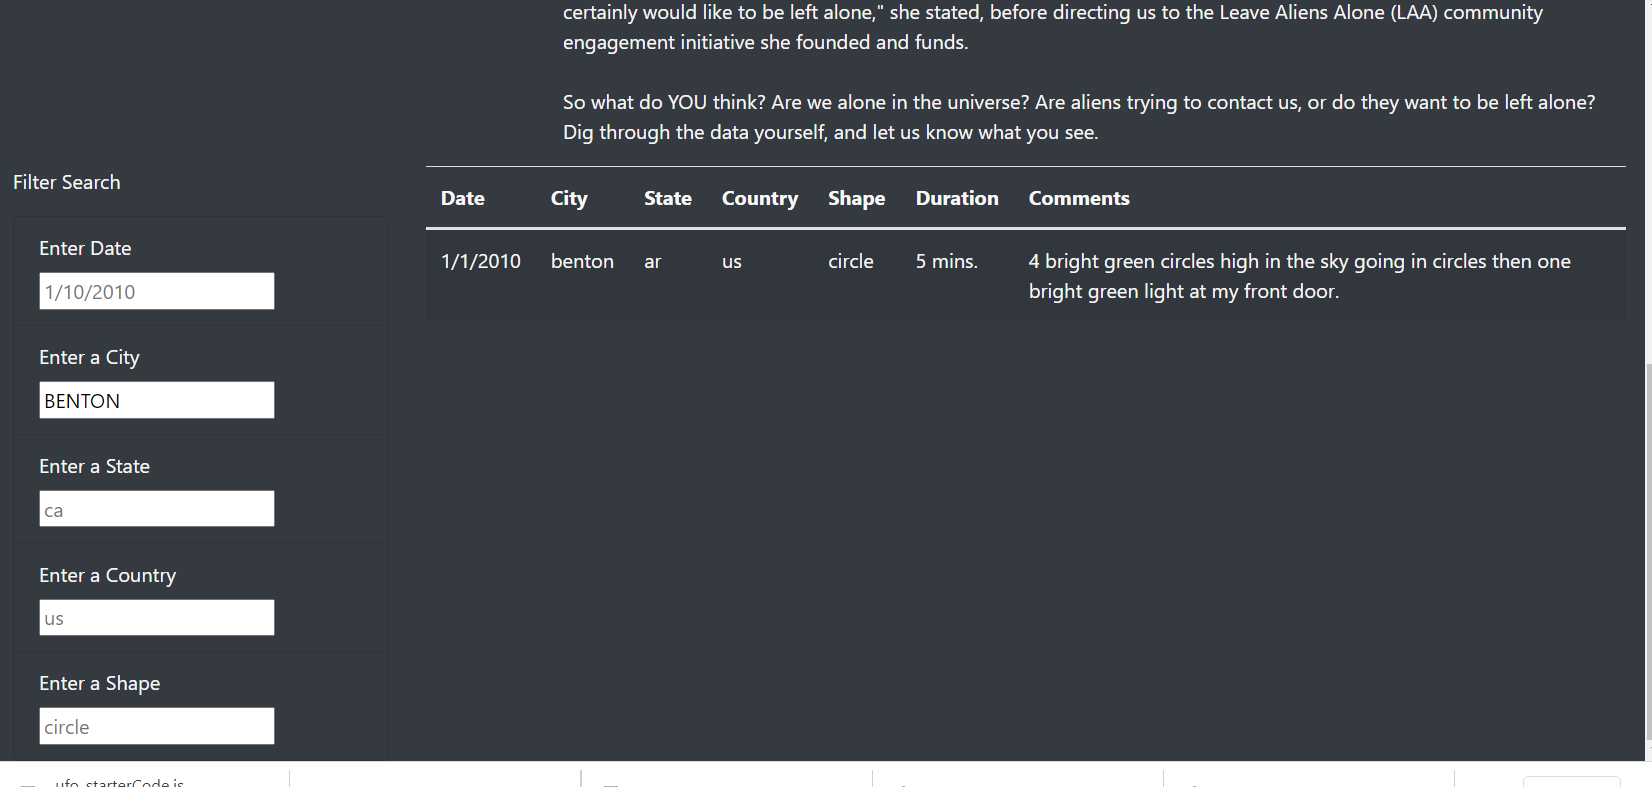 certainly would like to be left alone," she stated, before directing us to the Leave Aliens Alone (LAA) community
engagement initiative she founded and funds.
So what do YOU think? Are we alone in the universe? Are aliens trying to contact us, or do they want to be left alone?
Dig through the data yourself, and let us know what you see.
Filter Search
Enter Date
1/10/2010
Enter a City
BENTON
Enter a State
ca
Enter a Country
us
Enter a Shape
circle
Date City State Country Shape Duration Comments
1/1/2010 benton ar us circle 5 mins. 4 bright green circles high in the sky going in circles then one
bright green light at my front door.
ufo_starterCode.js